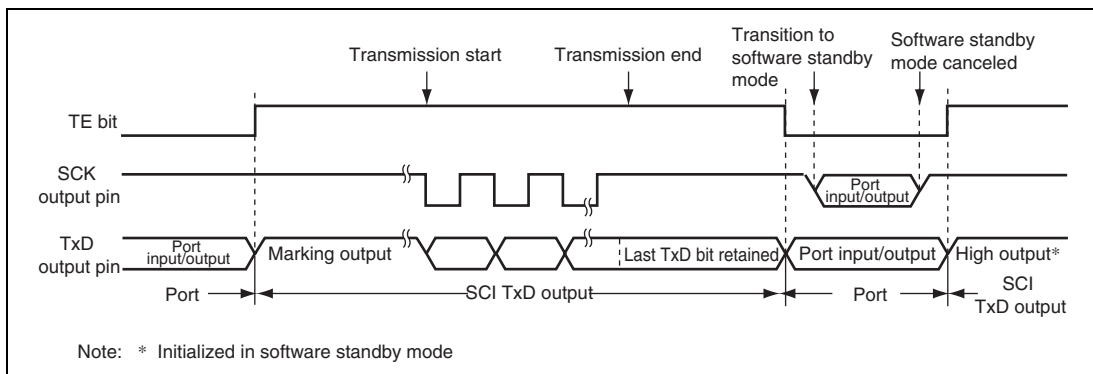 Transmission start
Transmission end
Transition to
software standby
mode
Software standby
mode canceled
TE bit
SCK
output pin
Port
input/output
TxD
output pin
Port
input/output
Marking output
Last TxD bit retained
Port input/output
High output*
Port
SCI TxD output
Port
SCI
TxD output
Note: * Initialized in software standby mode